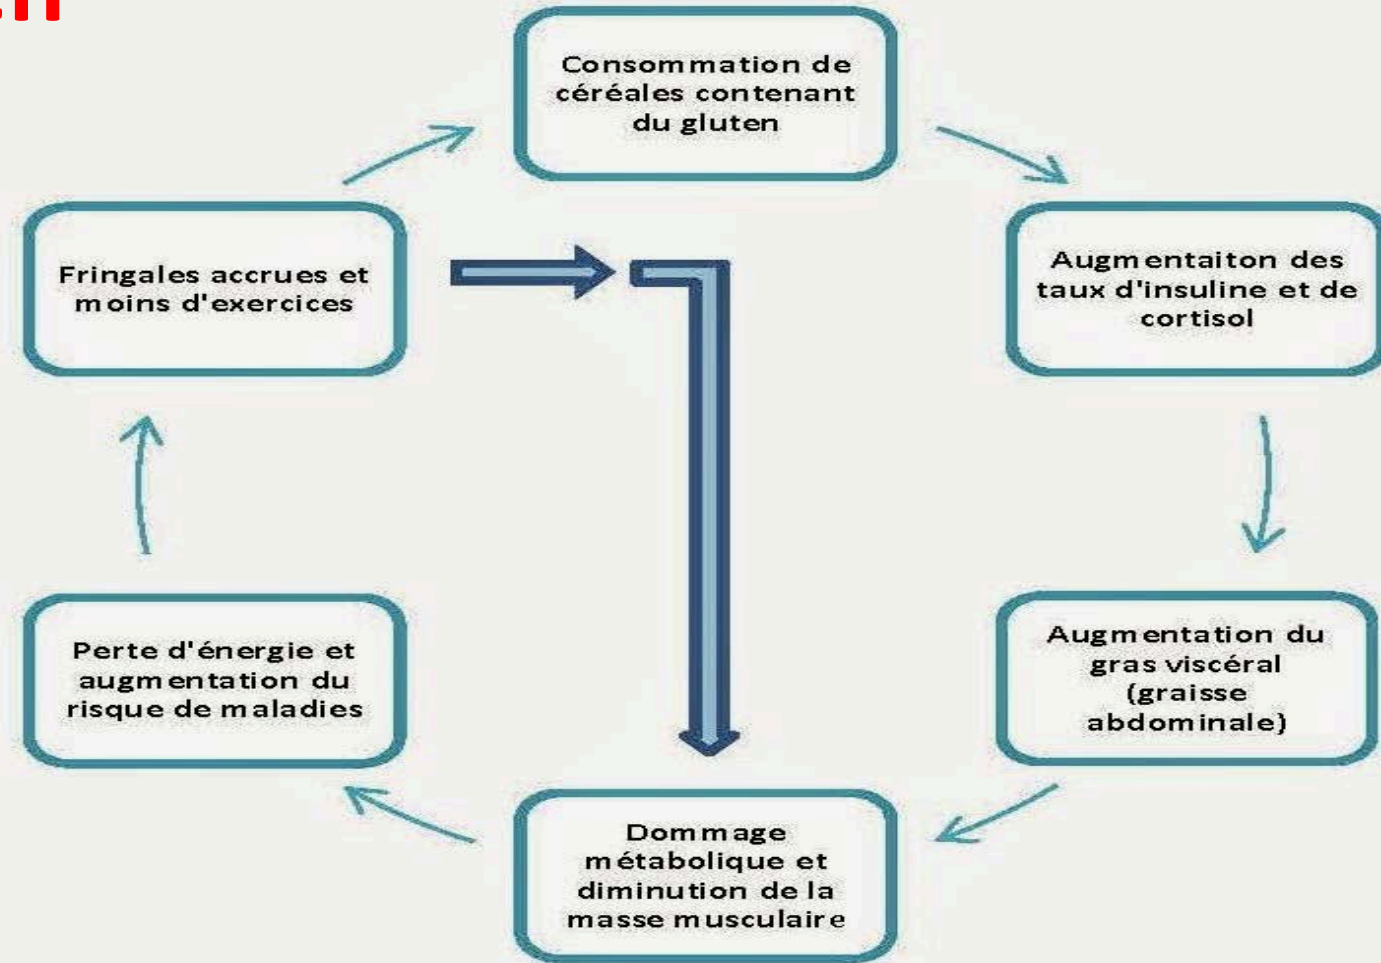 Consommation de
céréales contenant
du gluten
Augmentaiton des
taux d'insuline et de
cortisol
Augmentation du
gras viscéral
(graisse
abdominale)
Dommage
métabolique et
diminution de la
masse musculaire
Perte d'énergie et
augmentation du
risque de maladies
Fringales accrues et
moins d'exercices